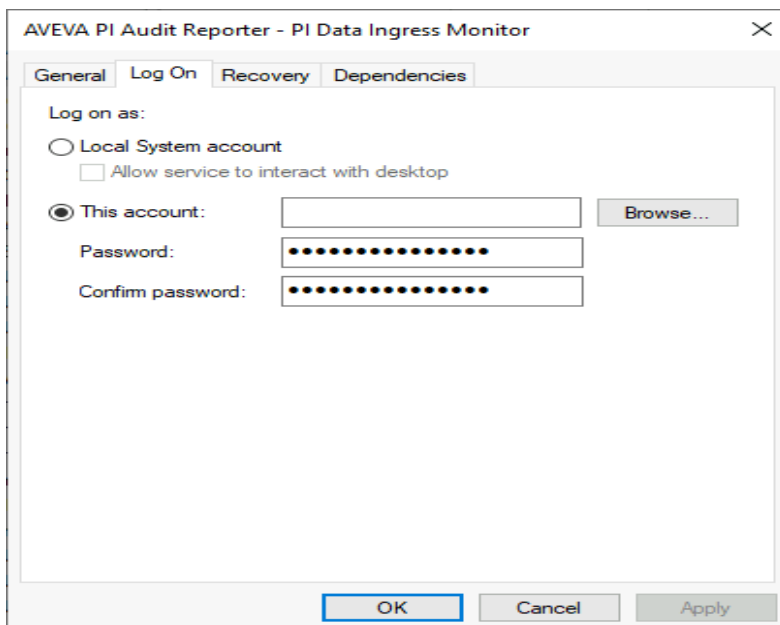 AVEVA PI Audit Reporter - PI Data Ingress Monitor
General Log On Recovery Dependencies
Log on as:
Local System account
Allow service to interact with desktop
This account: Browse...
Password: •••••••••••••••
Confirm password: •••••••••••••••
OK Cancel Apply